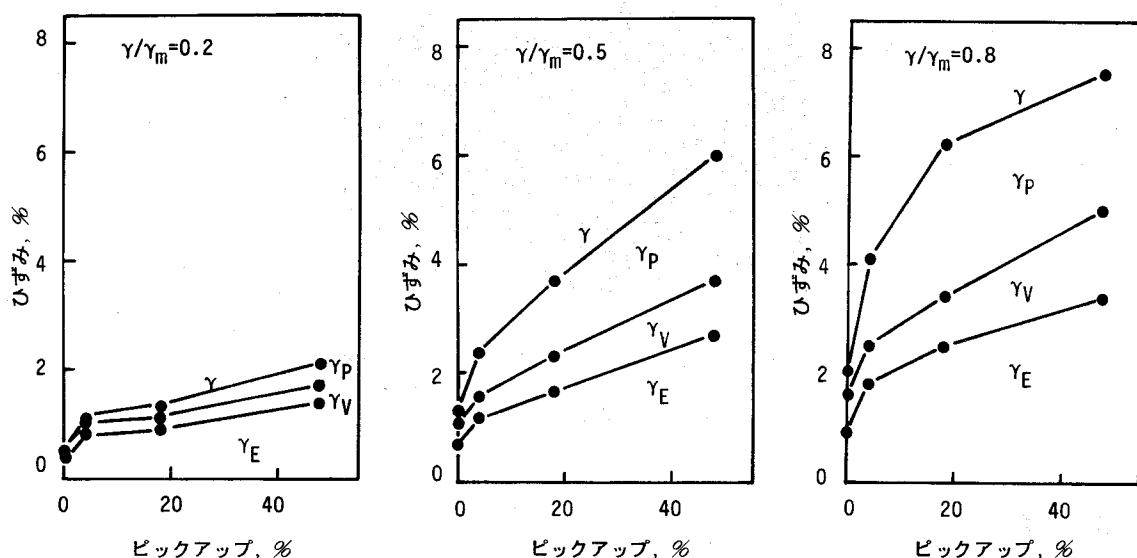 γ/γm=0.2
8
6
4
2
0
ひずみ, %
γ
γP
γV
γE
0
20
40
ピックアップ, %
γ/γm=0.5
8
6
4
2
0
ひずみ, %
γ
γP
γV
γE
0
20
40
ピックアップ, %
γ/γm=0.8
8
6
4
2
0
ひずみ, %
γ
γP
γV
γE
0
20
40
ピックアップ, %